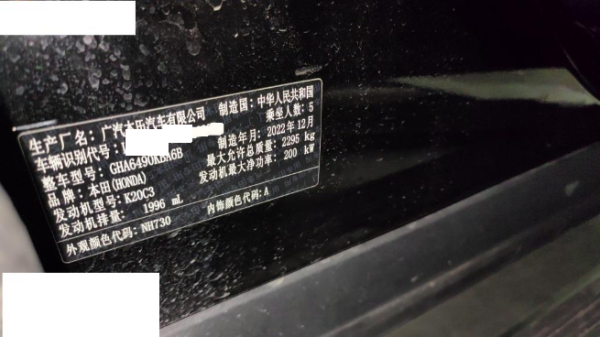 生产厂名：广汽本田汽车有限公司 制造国：中华人民共和国
车辆识别代号： 乘坐人数：5
整车型号：GHA6490KBA6B 制造年月：2022年12月
品牌：本田(HONDA) 最大允许总质量：2295 kg
发动机型号：K20C3 发动机最大净功率：200 kW
发动机排量：1996 mL
外观颜色代码：NH730 内饰颜色代码：A